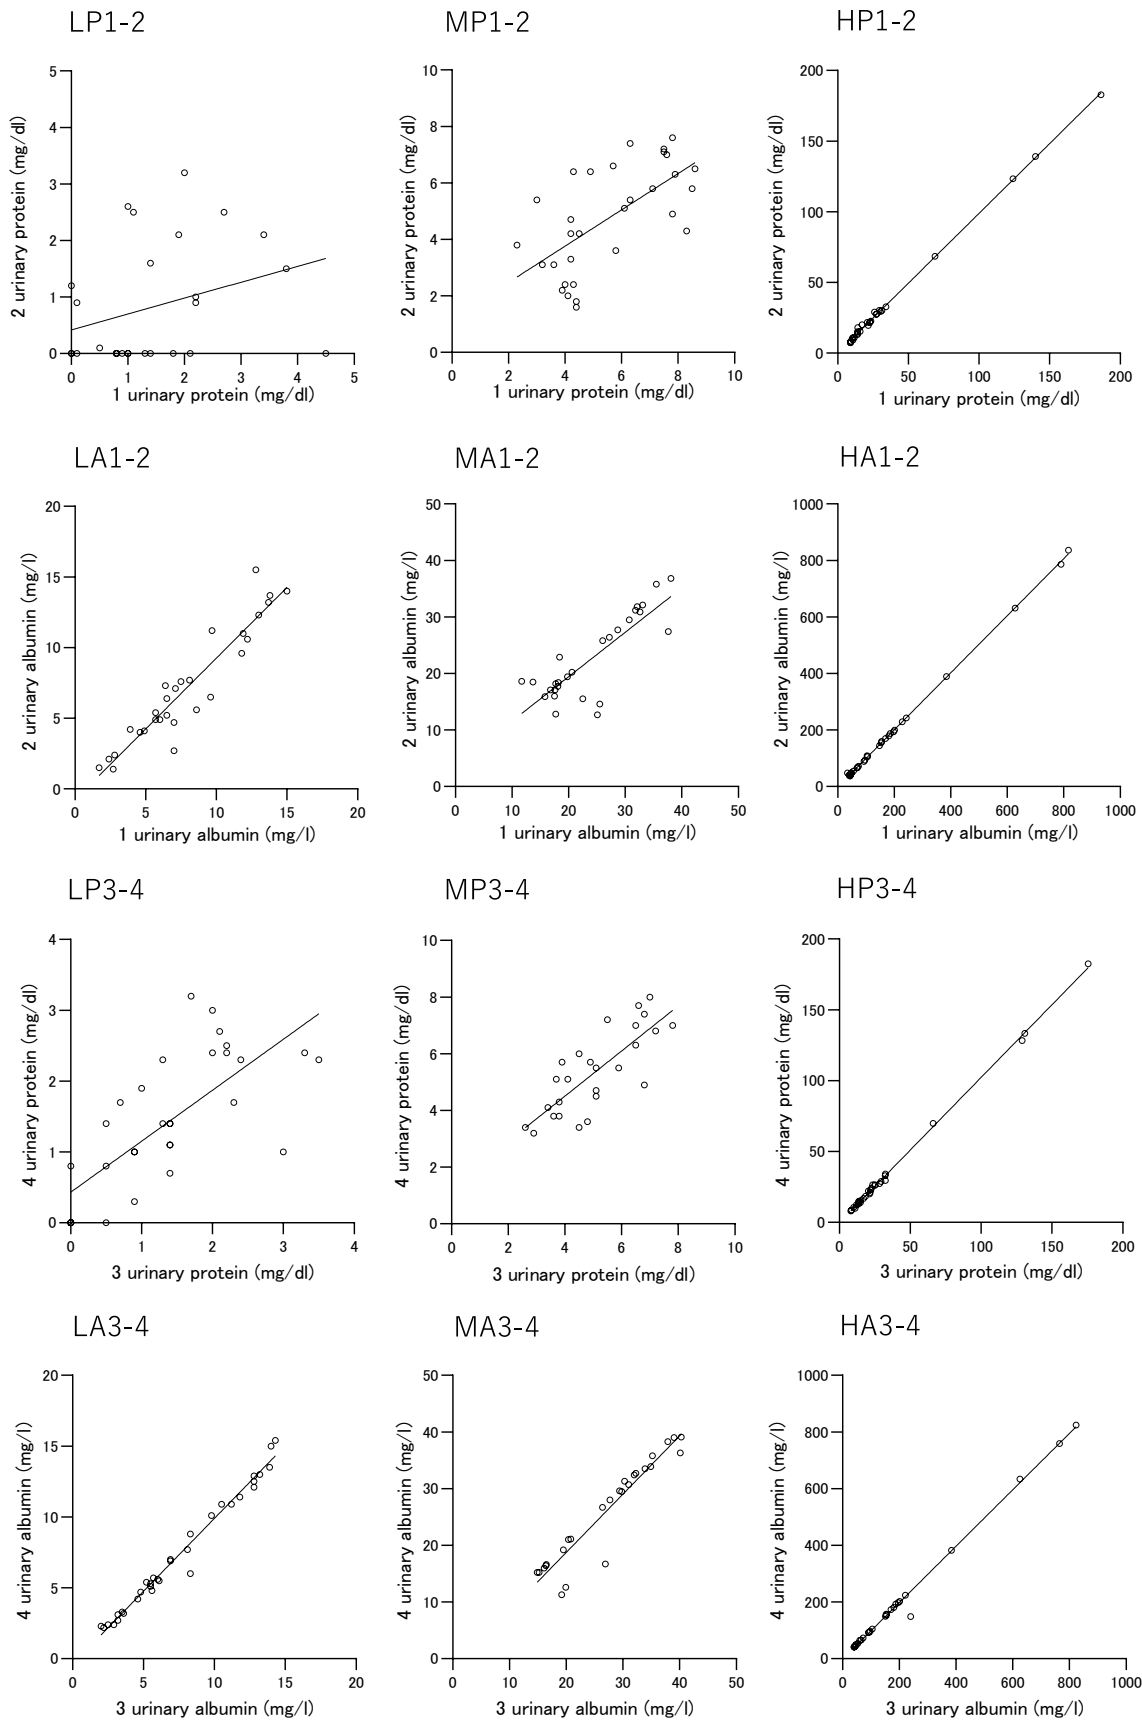 LP1-2
MP1-2
HP1-2
5
4
3
2
1
0
2 urinary protein (mg/dl)
0 1 2 3 4 5
1 urinary protein (mg/dl)
10
8
6
4
2
0
2 urinary protein (mg/dl)
0 2 4 6 8 10
1 urinary protein (mg/dl)
200
150
100
50
0
2 urinary protein (mg/dl)
0 50 100 150 200
1 urinary protein (mg/dl)
LA1-2
MA1-2
HA1-2
20
15
10
5
0
2 urinary albumin (mg/l)
0 5 10 15 20
1 urinary albumin (mg/l)
50
40
30
20
10
0
2 urinary albumin (mg/l)
0 10 20 30 40 50
1 urinary albumin (mg/l)
1000
800
600
400
200
0
2 urinary albumin (mg/l)
0 200 400 600 800 1000
1 urinary albumin (mg/l)
LP3-4
MP3-4
HP3-4
4
3
2
1
0
4 urinary protein (mg/dl)
0 1 2 3 4
3 urinary protein (mg/dl)
10
8
6
4
2
0
4 urinary protein (mg/dl)
0 2 4 6 8 10
3 urinary protein (mg/dl)
200
150
100
50
0
4 urinary protein (mg/dl)
0 50 100 150 200
3 urinary protein (mg/dl)
LA3-4
MA3-4
HA3-4
20
15
10
5
0
4 urinary albumin (mg/l)
0 5 10 15 20
3 urinary albumin (mg/l)
50
40
30
20
10
0
4 urinary albumin (mg/l)
0 10 20 30 40 50
3 urinary albumin (mg/l)
1000
800
600
400
200
0
4 urinary albumin (mg/l)
0 200 400 600 800 1000
3 urinary albumin (mg/l)